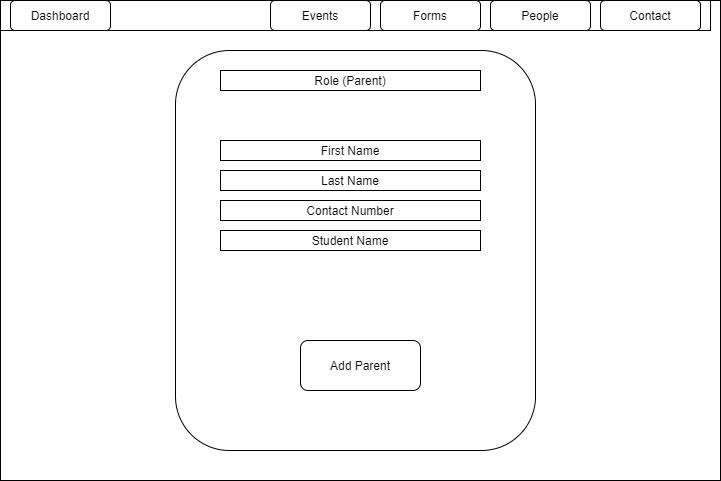 Dashboard
Events
Forms
People
Contact
Role (Parent)
First Name
Last Name
Contact Number
Student Name
Add Parent